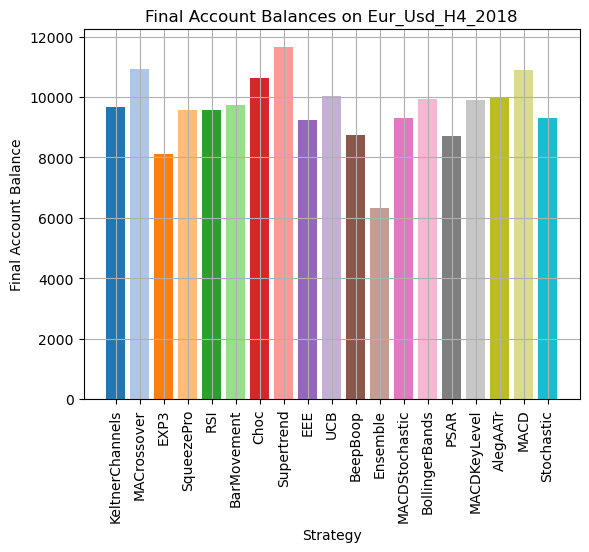 Final Account Balances on Eur_Usd_H4_2018
12000
10000
8000
6000
4000
2000
0
Final Account Balance
KeltnerChannels
MACrossover
EXP3
SqueezePro
RSI
BarMovement
Choc
Supertrend
EEE
UCB
BeepBoop
Ensemble
MACDStochastic
BollingerBands
PSAR
MACDKeyLevel
AlegAATr
MACD
Stochastic
Strategy